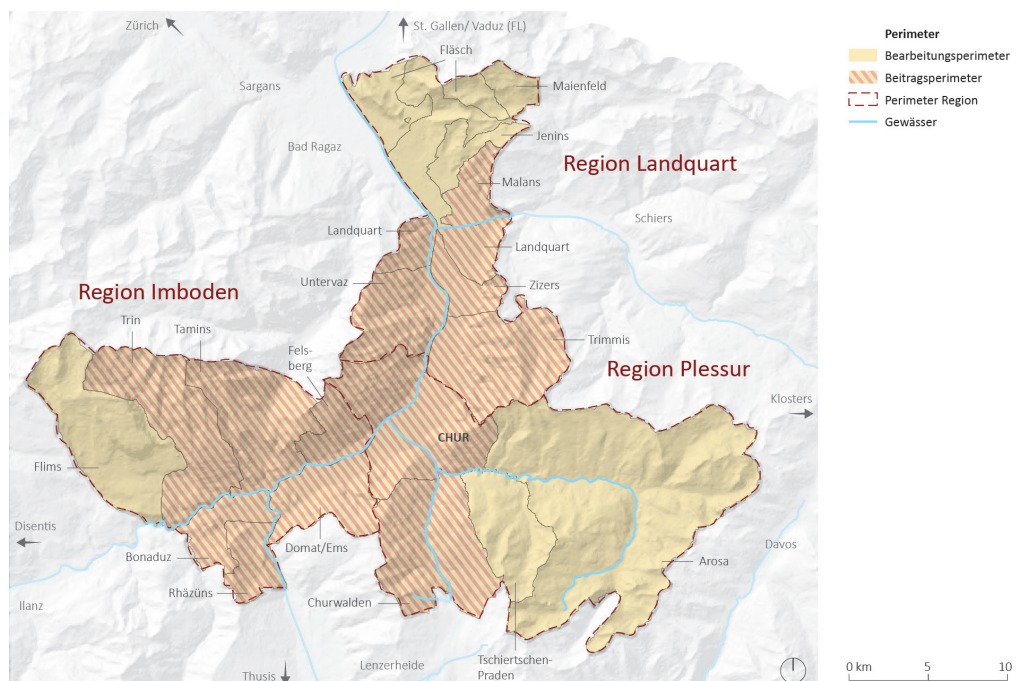 Zürich
St. Gallen/ Vaduz (FL)
Fläsch
Sargans
Maienfeld
Jenins
Bad Ragaz
Region Landquart
Malans
Schiers
Landquart
Landquart
Untervaz
Zizers
Region Imboden
Trin
Tamins
Fels-
berg
Trimmis
Region Plessur
Klosters
CHUR
Flims
Disentis
Bonaduz
Domat/Ems
Davos
Arosa
Rhäzüns
Churwalden
Ilanz
Lenzerheide
Tschiertschen-
Praden
Thusis
Perimeter
Bearbeitungsperimeter
Beitragsperimeter
Perimeter Region
Gewässer
0 km 5 10